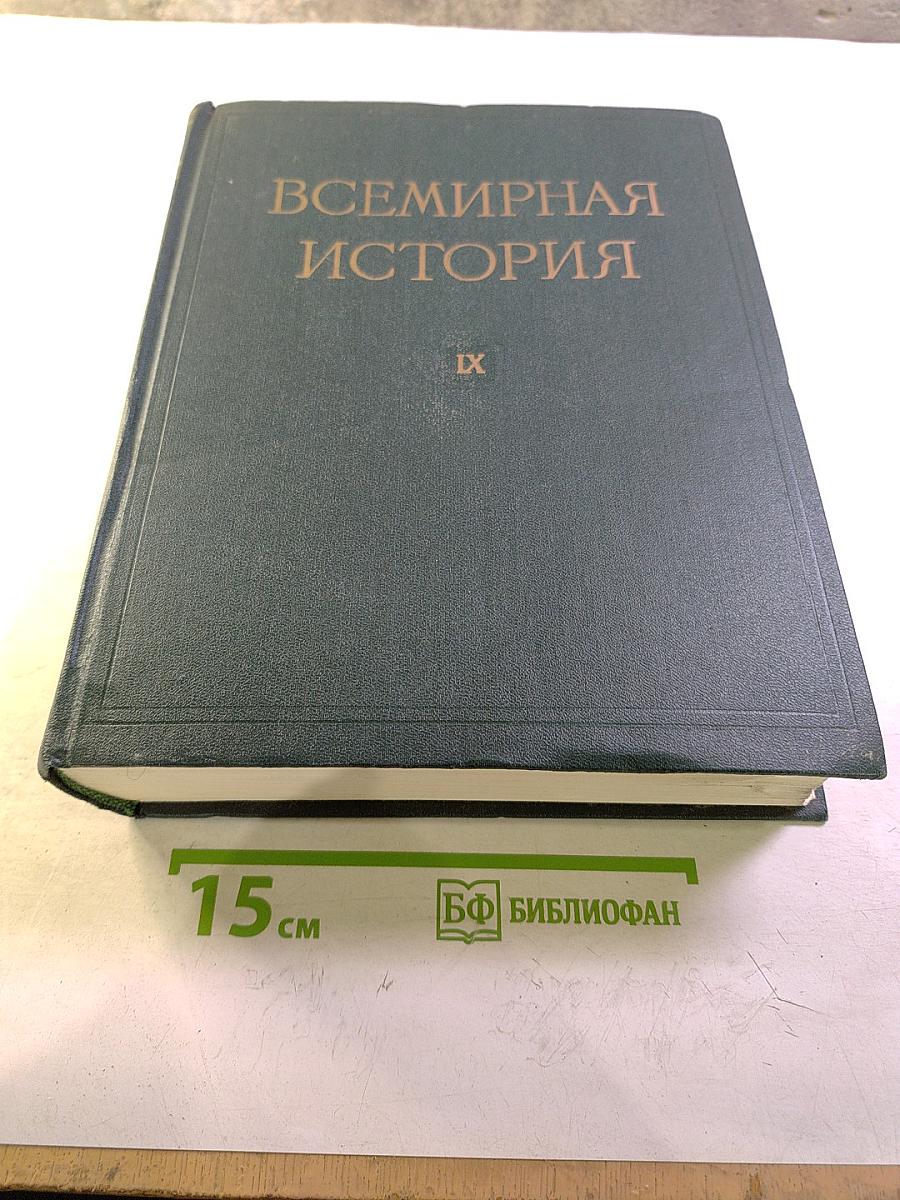 ВСЕМИРНАЯ
ИСТОРИЯ
IX
15 см
БФ БИБЛИОФАН